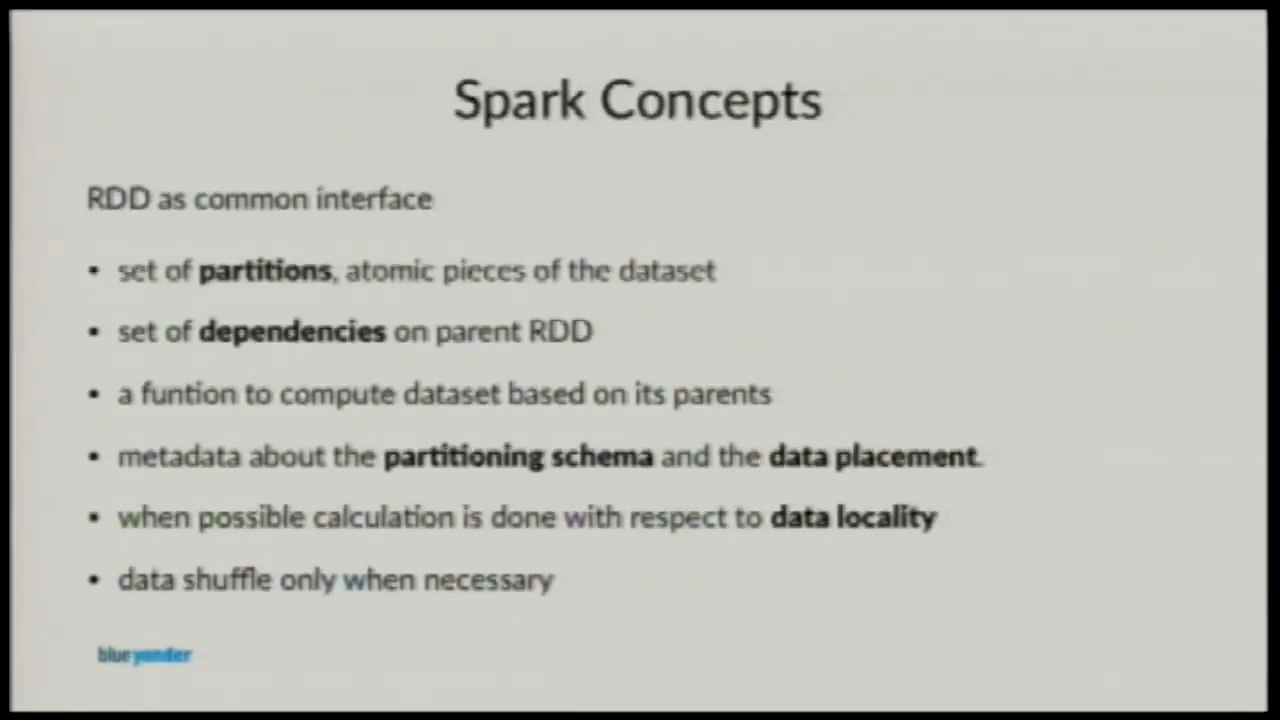 Spark Concepts
RDD as common interface
• set of partitions, atomic pieces of the dataset
• set of dependencies on parent RDD
• a funtion to compute dataset based on its parents
• metadata about the partitioning schema and the data placement.
• when possible calculation is done with respect to data locality
• data shuffle only when necessary
blueyonder